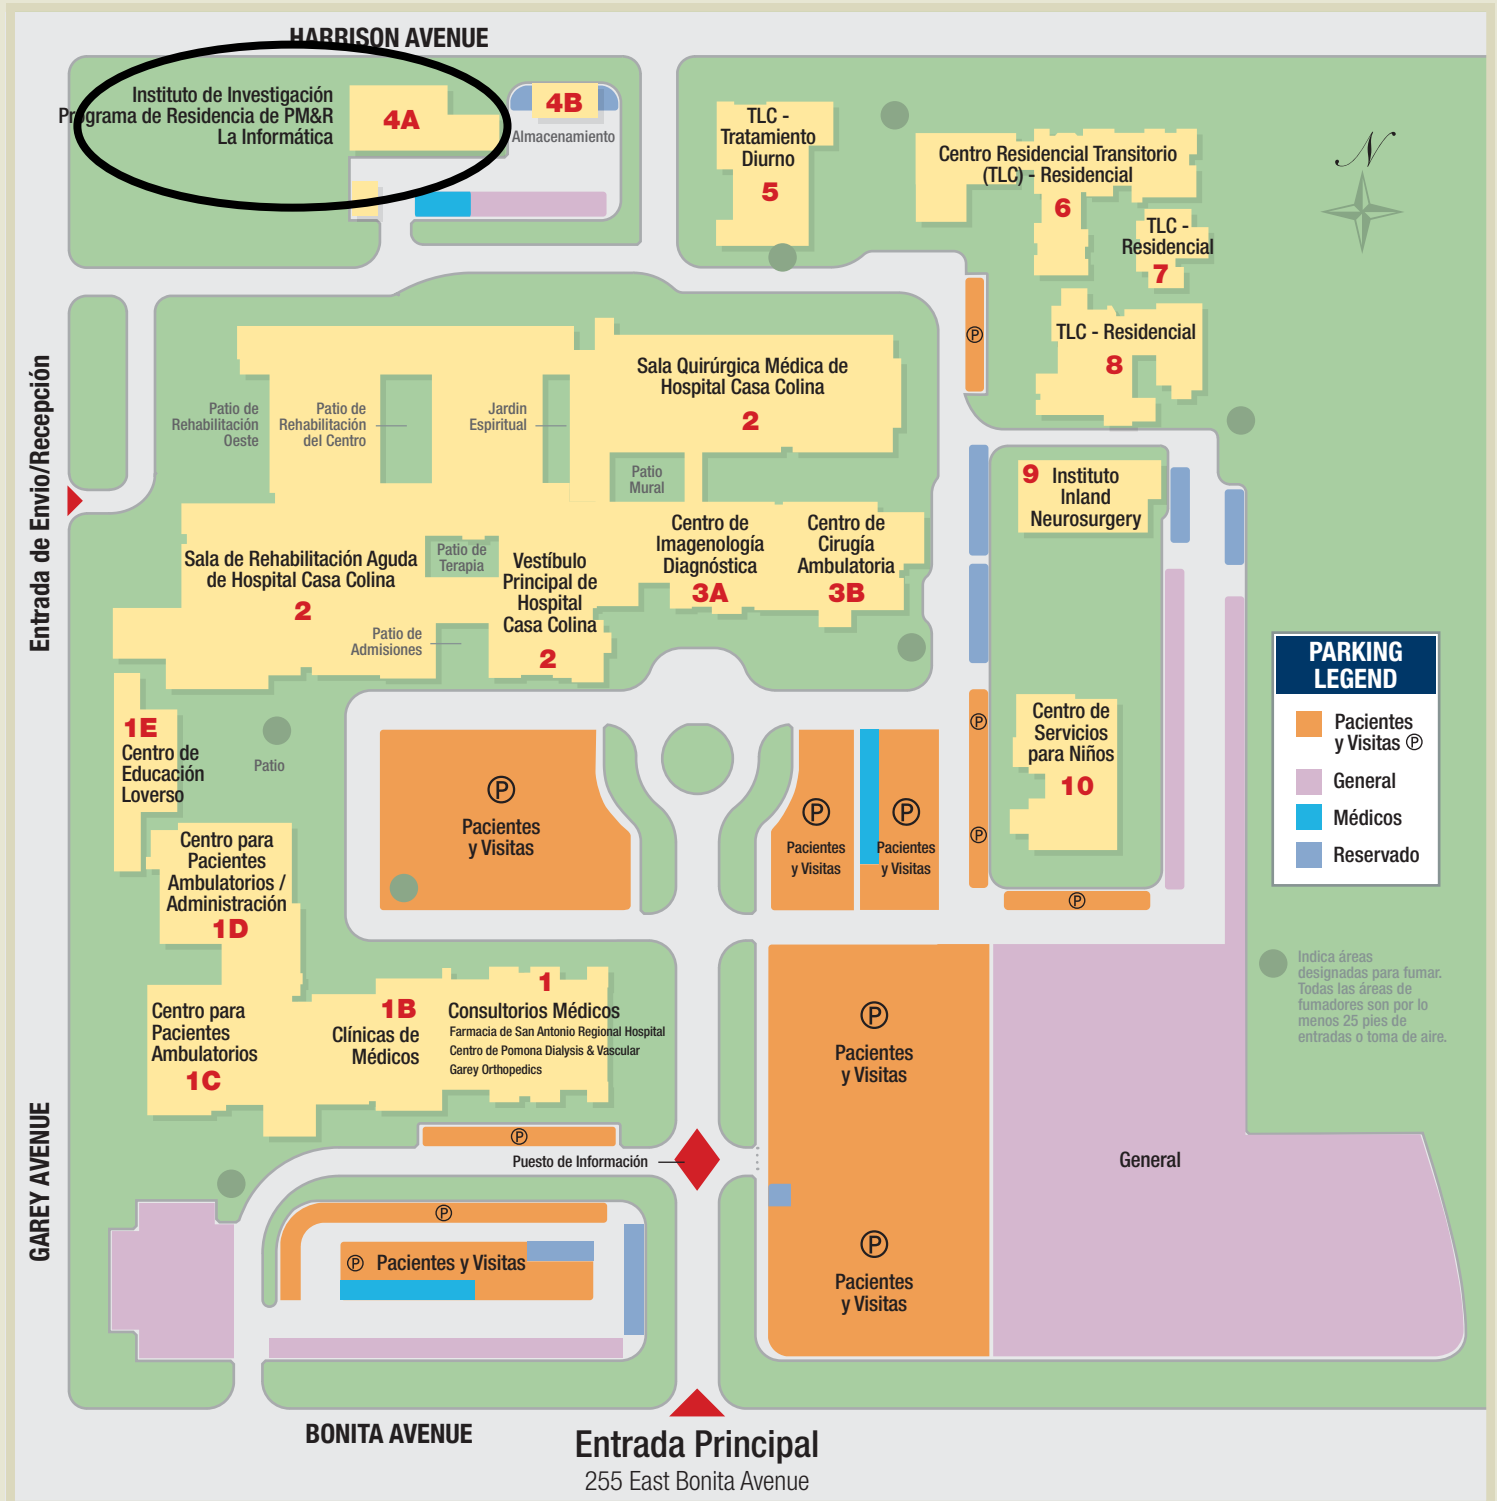 HARRISON AVENUE
Instituto de Investigación
Programa de Residencia de PM&R
La Informática
4A
4B
Almacenamiento
TLC -
Tratamiento
Diurno
5
Centro Residencial Transitorio
(TLC) - Residencial
6
TLC -
Residencial
7
TLC - Residencial
8
N
Entrada de Envio/Recepción
Patio de
Rehabilitación
Oeste
Patio de
Rehabilitación
del Centro
Jardin
Espiritual
Sala Quirúrgica Médica de
Hospital Casa Colina
2
Patio
Mural
9 Instituto
Inland
Neurosurgery
Sala de Rehabilitación Aguda
de Hospital Casa Colina
2
Patio de
Terapia
Vestíbulo
Principal de
Hospital
Casa Colina
2
Centro de
Imagenología
Diagnóstica
3A
Centro de
Cirugía
Ambulatoria
3B
Patio de
Admisiones
P
PARKING
LEGEND
Pacientes
y Visitas P
General
Médicos
Reservado
1E
Centro de
Educación
Loverso
Patio
P
Pacientes
y Visitas
P
Pacientes
y Visitas
P
Pacientes
y Visitas
P
P
Centro de
Servicios
para Niños
10
P
Centro para
Pacientes
Ambulatorios /
Administración
1D
Indica áreas
designadas para fumar.
Todas las áreas de
fumadores son por lo
menos 25 pies de
entradas o toma de aire.
Centro para
Pacientes
Ambulatorios
1C
1B
Clínicas de
Médicos
1
Consultorios Médicos
Farmacia de San Antonio Regional Hospital
Centro de Pomona Dialysis & Vascular
Garey Orthopedics
P
Pacientes
y Visitas
P
Puesto de Información
General
GAREY AVENUE
P
P Pacientes y Visitas
P
Pacientes
y Visitas
BONITA AVENUE
Entrada Principal
255 East Bonita Avenue